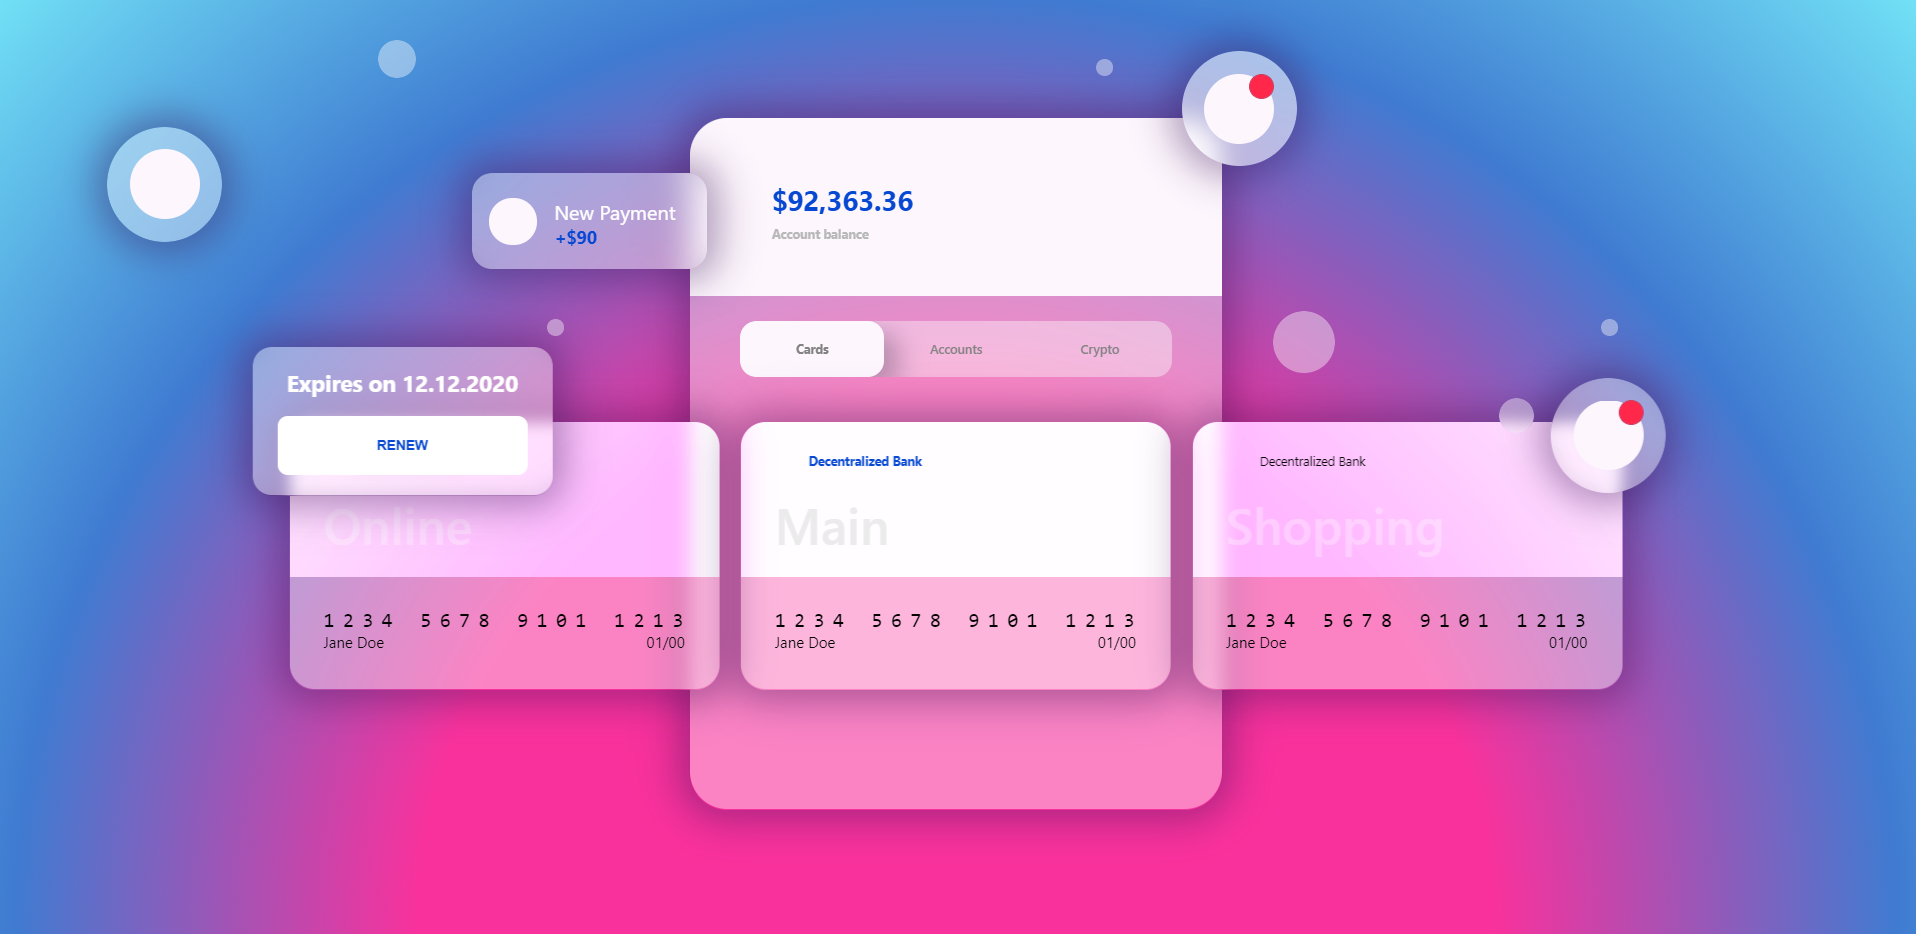 $92,363.36
Account balance
New Payment
+$90
Cards
Accounts
Crypto
Expires on 12.12.2020
RENEW
Online
1234 5678 9101 1213
Jane Doe
01/00
Decentralized Bank
Main
1234 5678 9101 1213
Jane Doe
01/00
Decentralized Bank
Shopping
1234 5678 9101 1213
Jane Doe
01/00